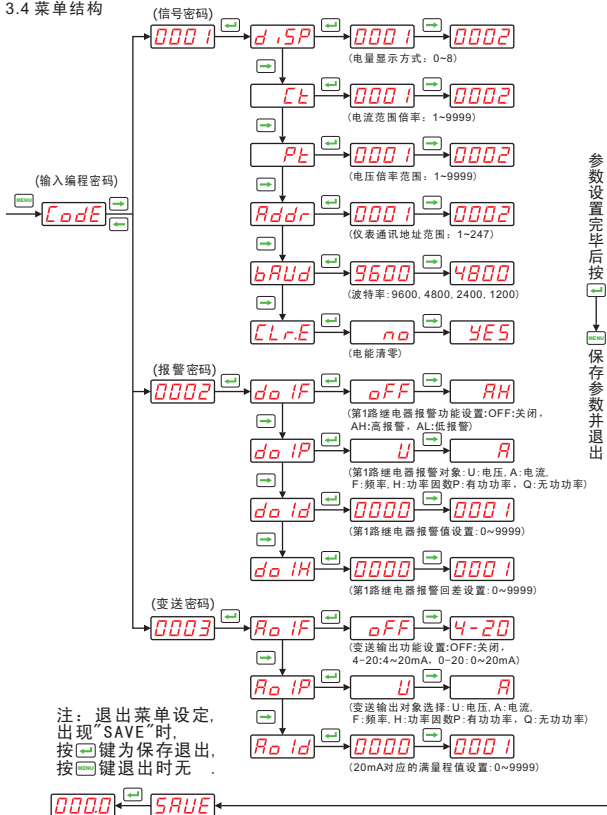 3.4 菜单结构
(信号密码)
0001 diSP 0001 0002
(电量显示方式：0~8)
Ct 0001 0002
(电流范围倍率：1~9999)
Pt 0001 0002
(电压倍率范围：1~9999)
(输入编程密码)
MENU CodE
Addr 0001 0002
(仪表通讯地址范围：1~247)
bAUd 9600 4800
(波特率: 9600, 4800, 2400, 1200)
CLr.E no YES
(电能清零)
(报警密码)
0002 do1F oFF AH
(第1路继电器报警功能设置:OFF:关闭，
AH:高报警，AL:低报警)
do1P U A
(第1路继电器报警对象: U:电压, A:电流,
F:频率, H:功率因数P:有功功率，Q:无功功率)
do1d 0000 0001
(第1路继电器报警值设置: 0~9999)
do1H 0000 0001
(第1路继电器报警回差设置: 0~9999)
(变送密码)
0003 Ao1F oFF 4-20
(变送输出功能设置:OFF:关闭，
4-20:4~20mA，0-20:0~20mA)
Ao1P U A
(变送输出对象选择: U:电压, A:电流,
F:频率, H:功率因数P:有功功率，Q:无功功率)
Ao1d 0000 0001
(20mA对应的满量程值设置: 0~9999)
参数设置完毕后按
MENU
保存参数并退出
注：退出菜单设定,
出现"SAVE"时,
按键为保存退出,
按MENU键退出时无 .
000.0 SAVE